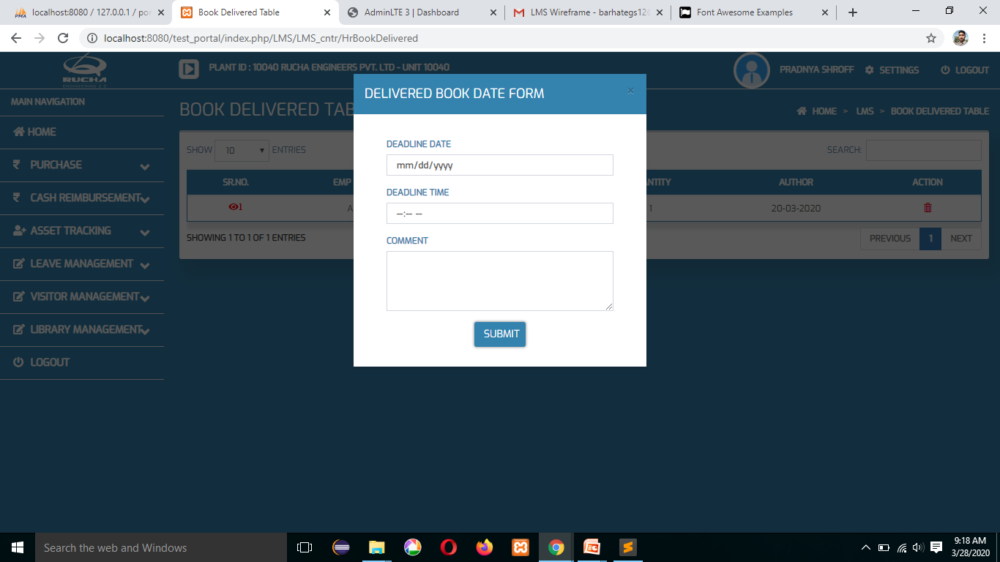 localhost:8080 / 127.0.0.1 / por
Book Delivered Table
AdminLTE 3 | Dashboard
LMS Wireframe - barhategs126
Font Awesome Examples
localhost:8080/test_portal/index.php/LMS/LMS_cntr/HrBookDelivered
RUCHA
PLANT ID : 10040 RUCHA ENGINEERS PVT. LTD - UNIT 10040
PRADNYA SHROFF
SETTINGS
LOGOUT
MAIN NAVIGATION
HOME
PURCHASE
CASH REIMBURSEMENT
ASSET TRACKING
LEAVE MANAGEMENT
VISITOR MANAGEMENT
LIBRARY MANAGEMENT
LOGOUT
BOOK DELIVERED TAB
HOME > LMS > BOOK DELIVERED TABLE
SHOW 10 ENTRIES
SEARCH:
SR.NO. EMP NTITY AUTHOR ACTION
1 A 1 20-03-2020
SHOWING 1 TO 1 OF 1 ENTRIES
PREVIOUS 1 NEXT
DELIVERED BOOK DATE FORM ×
DEADLINE DATE
mm/dd/yyyy
DEADLINE TIME
--:-- --
COMMENT
SUBMIT
Search the web and Windows
9:18 AM
3/28/2020